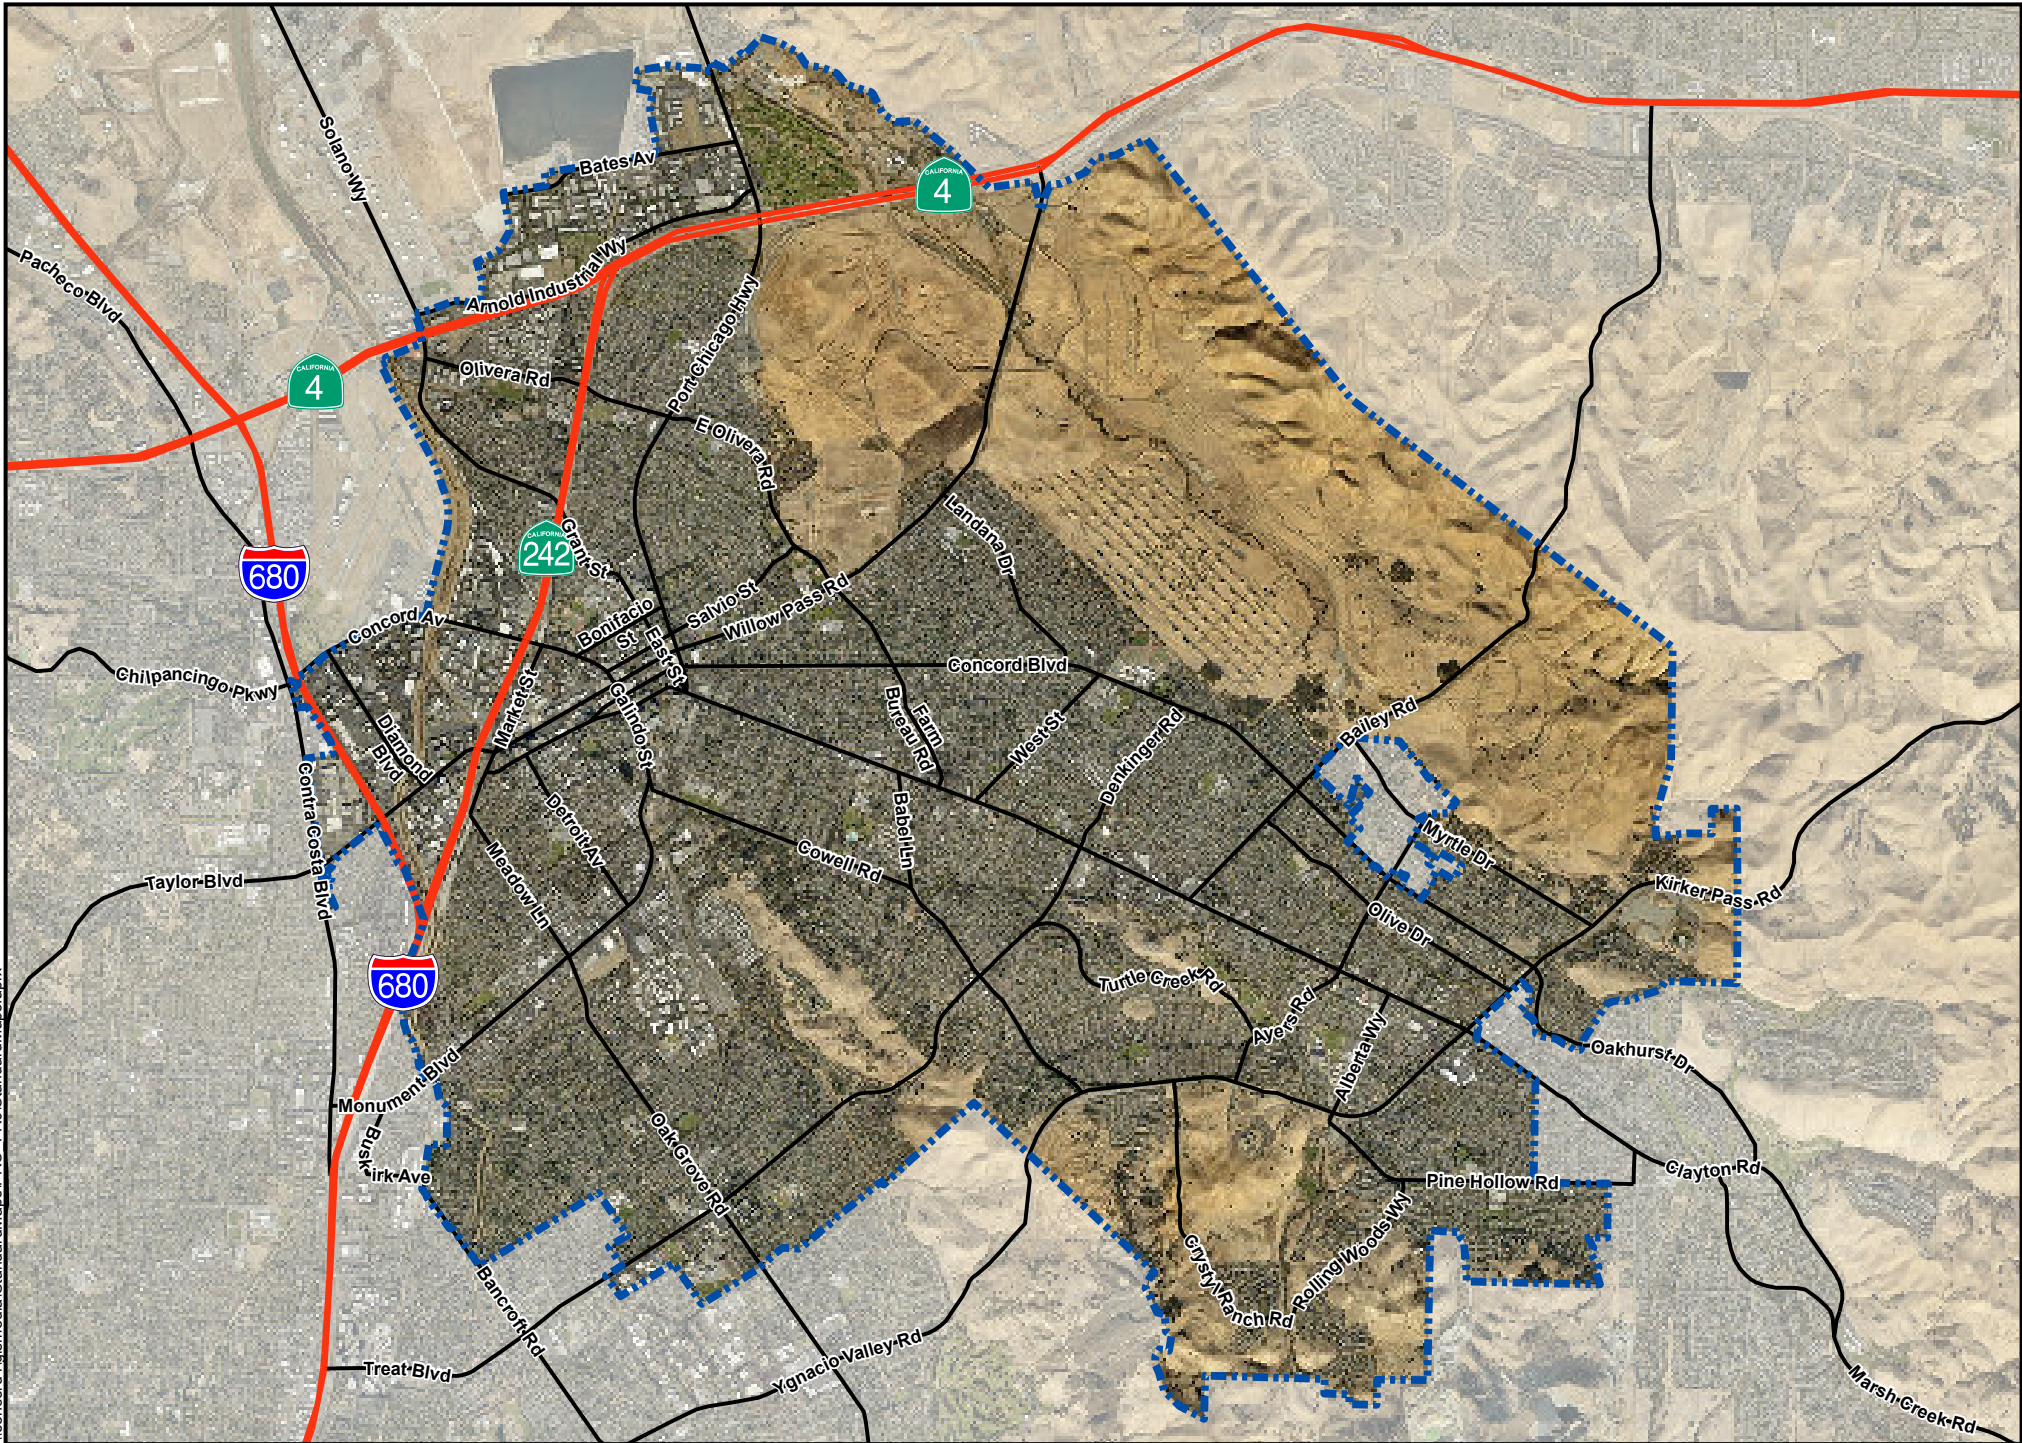 Solano Wy
Bates Av
CALIFORNIA
4
Pacheco Blvd
Arnold Industrial Wy
CALIFORNIA
4
Olivera Rd
Port Chicago Hwy
E Olivera Rd
Landana Dr
CALIFORNIA
242
Grant St
680
Concord Av
Bonifacio
St
Salvio St
Willow Pass Rd
East St
Concord Blvd
Chilpancingo Pkwy
Market St
Galindo St
Farm
Bureau Rd
West St
Denkinger Rd
Bailey Rd
Diamond
Blvd
Contra Costa Blvd
Detroit Av
Babel Ln
Myrtle Dr
Meadow Ln
Cowell Rd
Taylor Blvd
Kirker Pass Rd
Olive Dr
680
Turtle Creek Rd
Ayers Rd
Alberta Wy
Oakhurst Dr
Monument Blvd
Busk
irk Ave
Oak Grove Rd
Clayton Rd
Pine Hollow Rd
Crystyl Ranch Rd
Rolling Woods Wy
Bancroft Rd
Treat Blvd
Ygnacio Valley Rd
Marsh Creek Rd